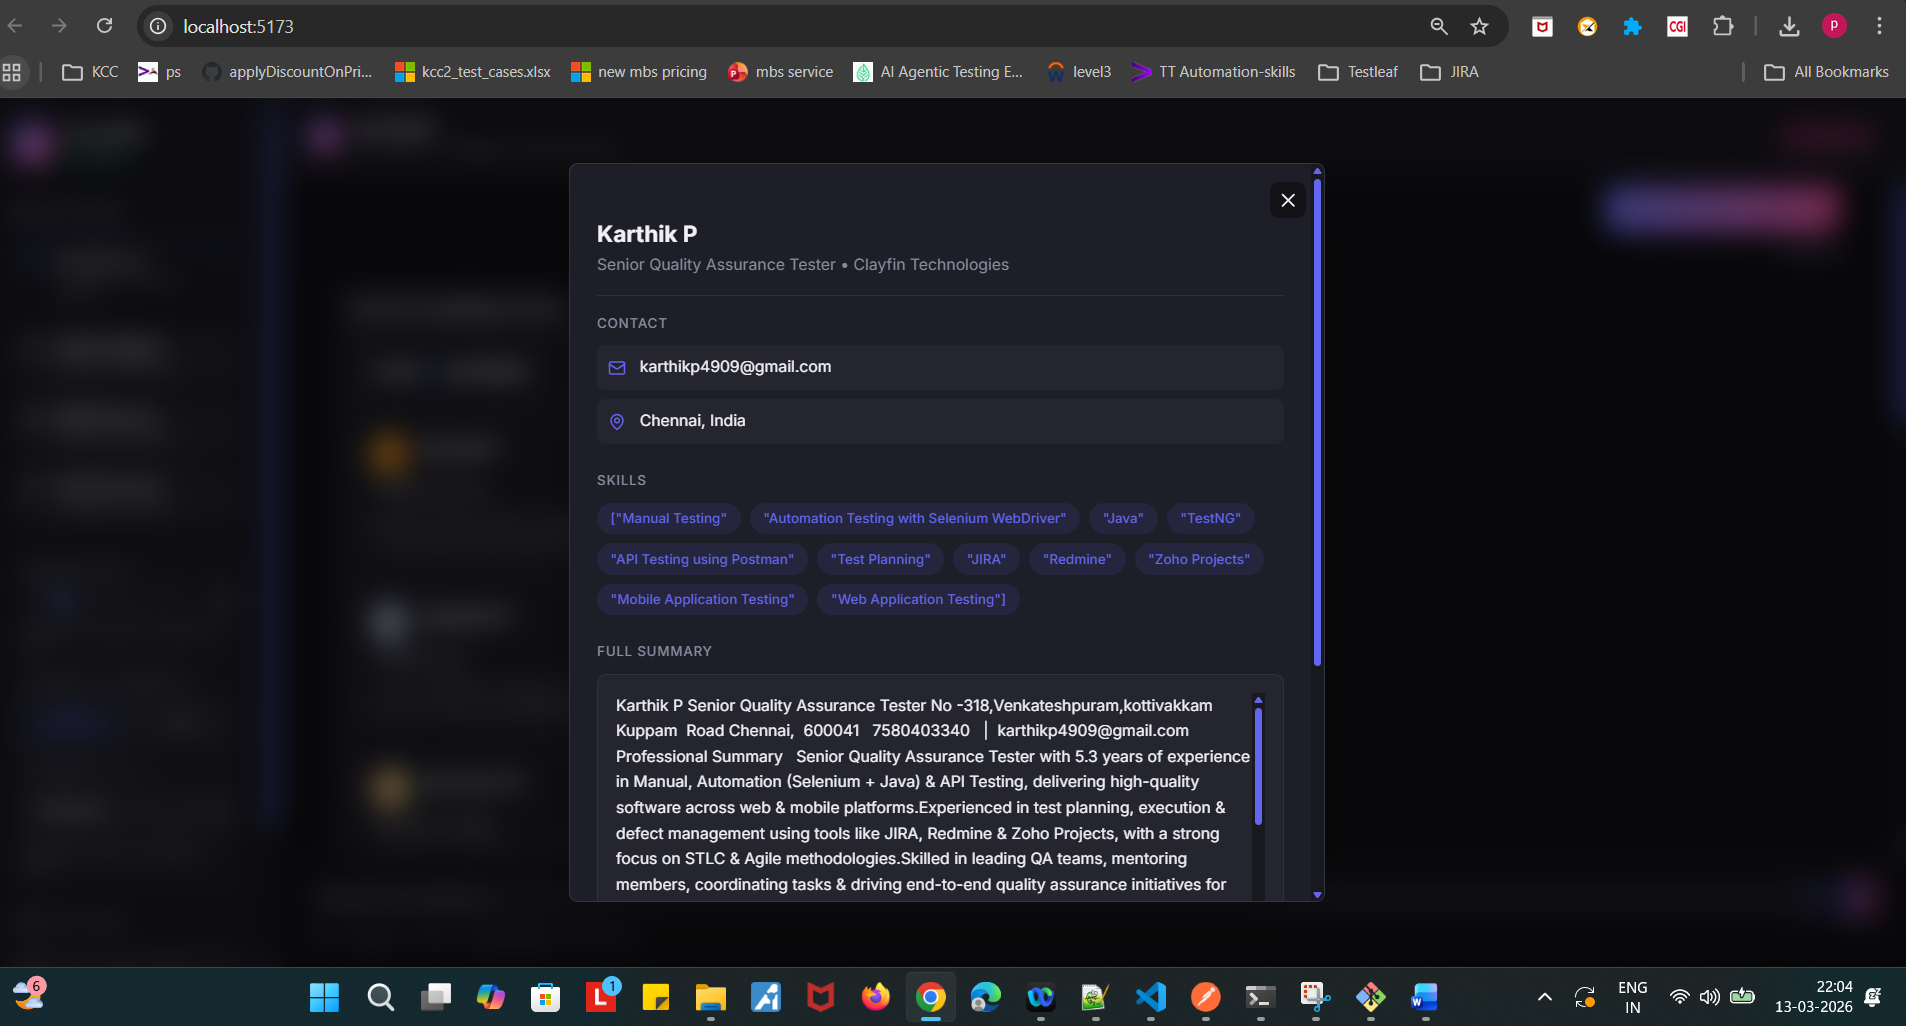 localhost:5173
CGI
P
KCC
ps
applyDiscountOnPri...
kcc2_test_cases.xlsx
new mbs pricing
mbs service
AI Agentic Testing E...
level3
TT Automation-skills
Testleaf
JIRA
All Bookmarks
Karthik P
Senior Quality Assurance Tester • Clayfin Technologies
CONTACT
karthikp4909@gmail.com
Chennai, India
SKILLS
["Manual Testing" "Automation Testing with Selenium WebDriver" "Java" "TestNG"
"API Testing using Postman" "Test Planning" "JIRA" "Redmine" "Zoho Projects"
"Mobile Application Testing" "Web Application Testing"]
FULL SUMMARY
Karthik P Senior Quality Assurance Tester No -318,Venkateshpuram,kottivakkam
Kuppam Road Chennai, 600041 7580403340 | karthikp4909@gmail.com
Professional Summary Senior Quality Assurance Tester with 5.3 years of experience
in Manual, Automation (Selenium + Java) & API Testing, delivering high-quality
software across web & mobile platforms.Experienced in test planning, execution &
defect management using tools like JIRA, Redmine & Zoho Projects, with a strong
focus on STLC & Agile methodologies.Skilled in leading QA teams, mentoring
members, coordinating tasks & driving end-to-end quality assurance initiatives for
6
L
1
ENG
IN
22:04
13-03-2026